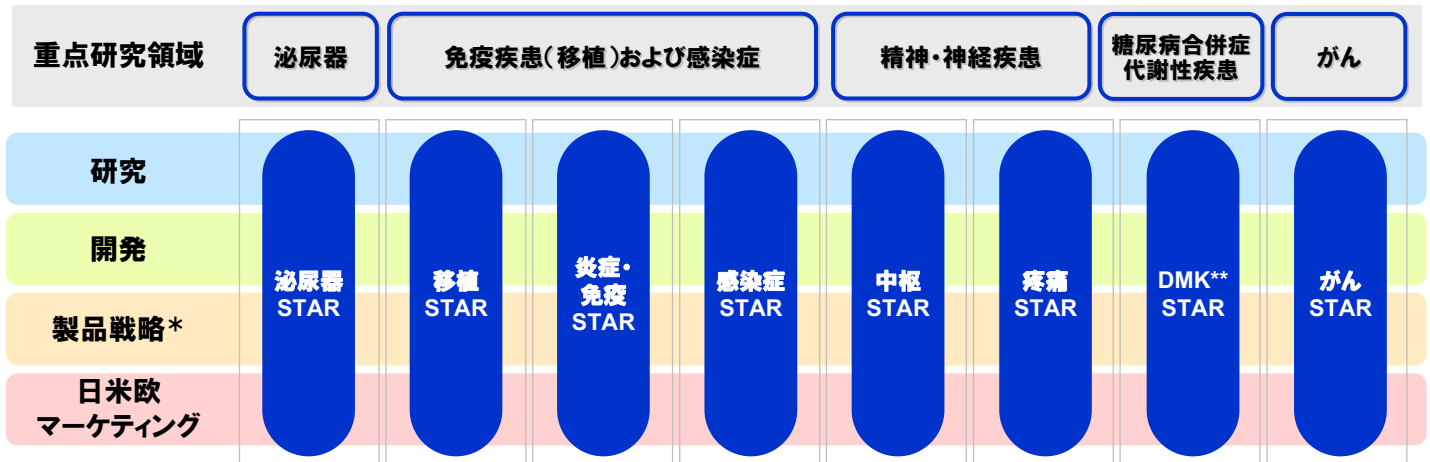 重点研究領域
泌尿器
免疫疾患(移植)および感染症
精神・神経疾患
糖尿病合併症
代謝性疾患
がん
研究
開発
製品戦略*
日米欧
マーケティング
泌尿器
STAR
移植
STAR
炎症・
免疫
STAR
感染症
STAR
中枢
STAR
疼痛
STAR
DMK**
STAR
がん
STAR